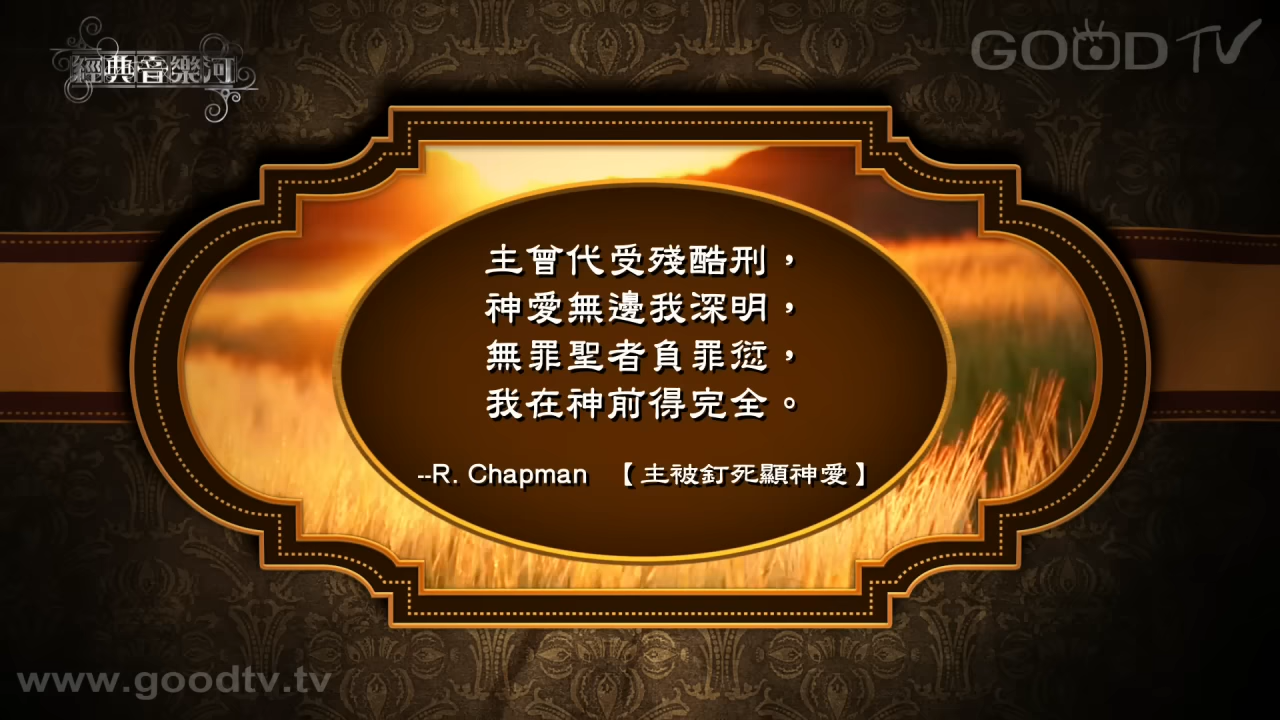 經典音樂河
GOOD TV
主曾代受殘酷刑，
神愛無邊我深明，
無罪聖者負罪愆，
我在神前得完全。
--R. Chapman 【主被釘死顯神愛】
www.goodtv.tv